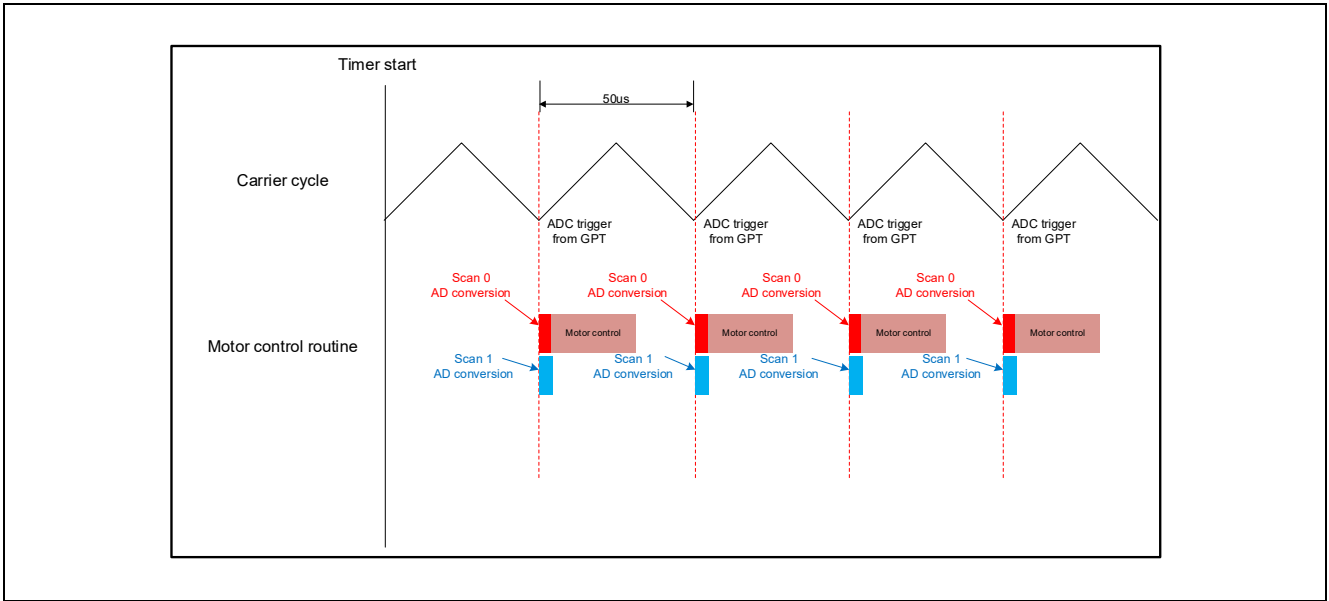 Timer start
50us
Carrier cycle
ADC trigger
from GPT
ADC trigger
from GPT
ADC trigger
from GPT
ADC trigger
from GPT
Scan 0
AD conversion
Scan 0
AD conversion
Scan 0
AD conversion
Scan 0
AD conversion
Motor control routine
Motor control
Motor control
Motor control
Motor control
Scan 1
AD conversion
Scan 1
AD conversion
Scan 1
AD conversion
Scan 1
AD conversion